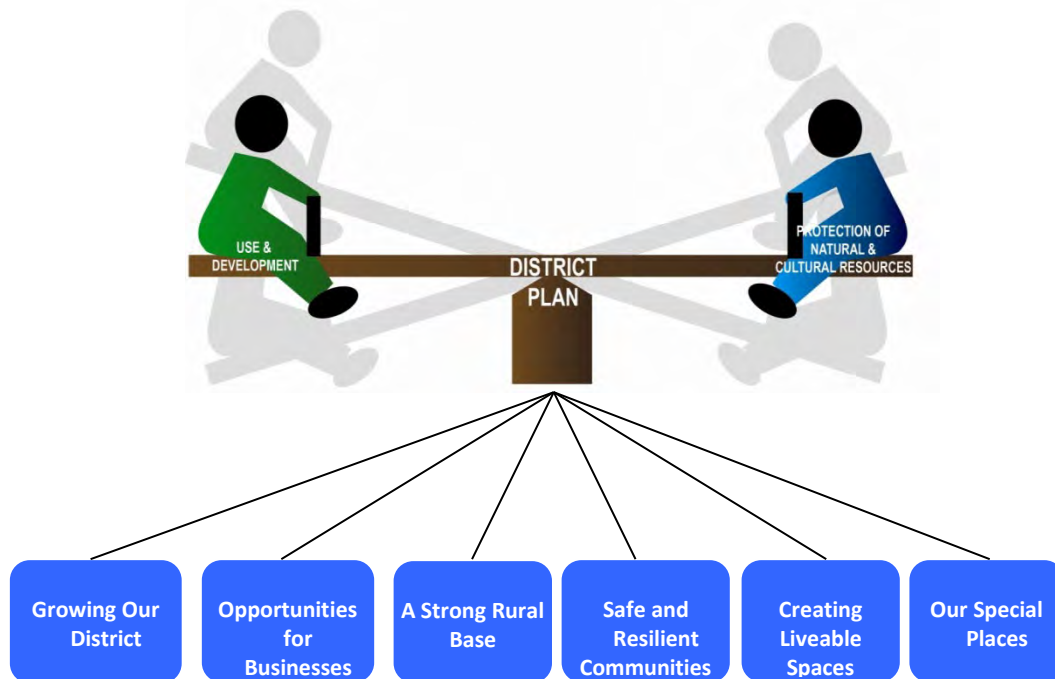 USE &
DEVELOPMENT
DISTRICT
PLAN
PROTECTION OF
NATURAL &
CULTURAL RESOURCES
Growing Our
District
Opportunities
for
Businesses
A Strong Rural
Base
Safe and
Resilient
Communities
Creating
Liveable
Spaces
Our Special
Places